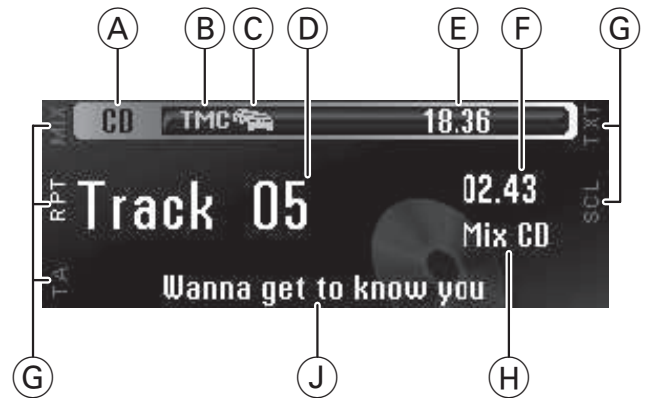 A B C D E F G
MIX CD TMC 18.36 TXT
RPT Track 05 02.43 SCL
Mix CD
TA Wanna get to know you
G J H